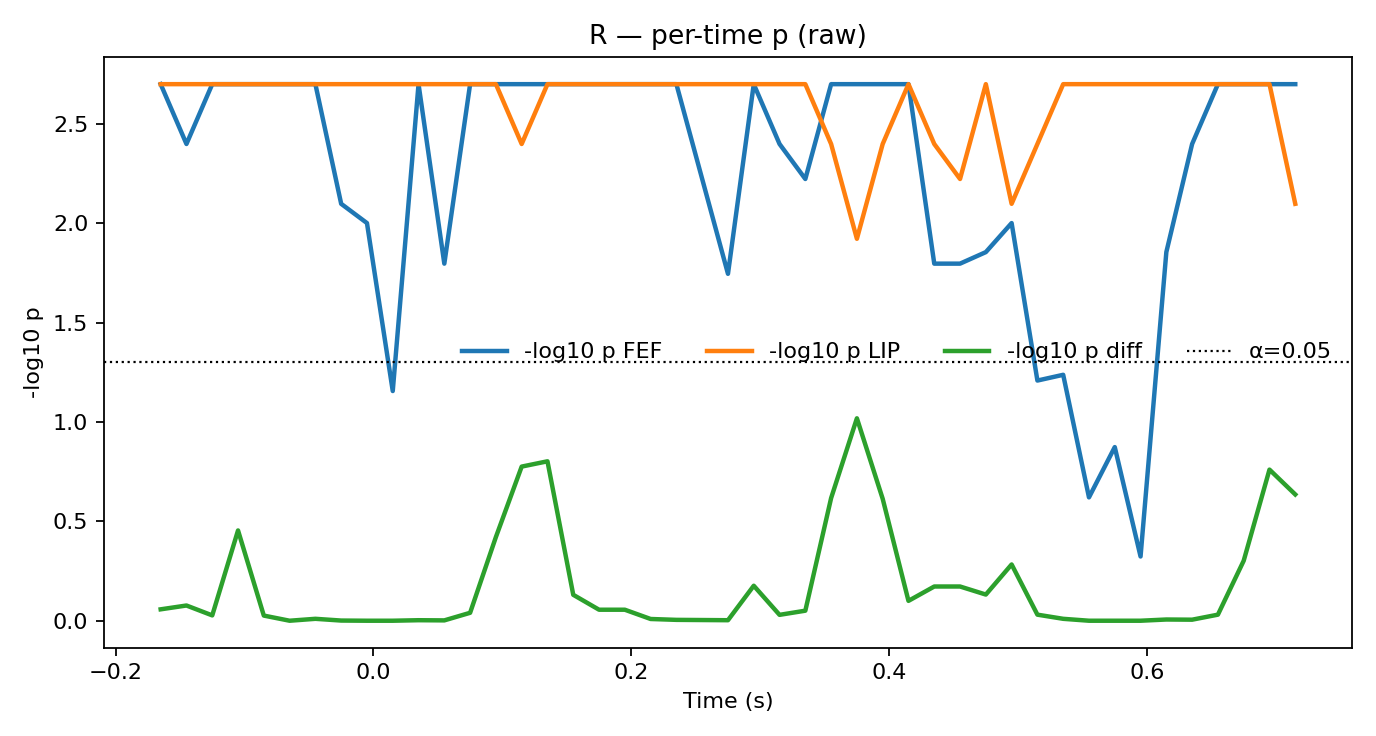 R — per-time p (raw)
-log10 p
2.5
2.0
1.5
1.0
0.5
0.0
-log10 p FEF -log10 p LIP -log10 p diff α=0.05
−0.2 0.0 0.2 0.4 0.6
Time (s)